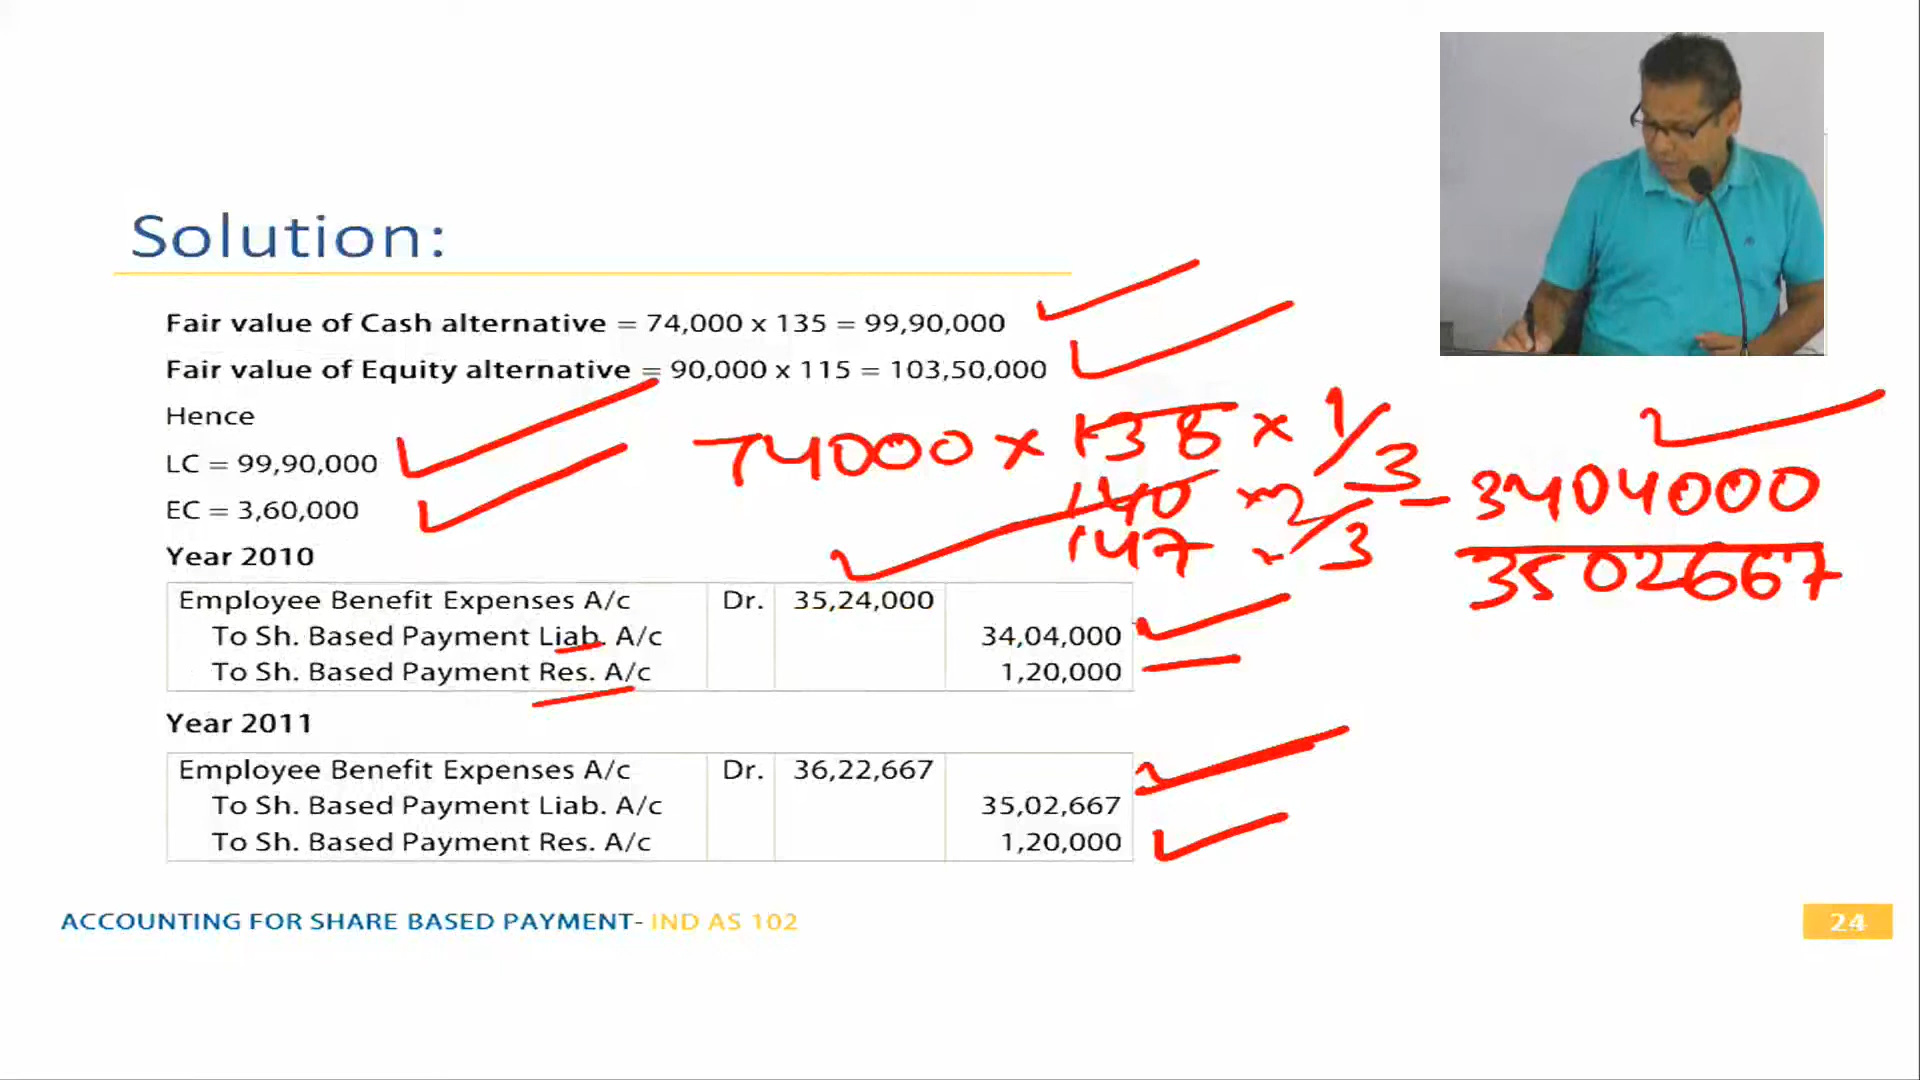 Solution:
Fair value of Cash alternative = 74,000 x 135 = 99,90,000
Fair value of Equity alternative = 90,000 x 115 = 103,50,000
Hence
LC = 99,90,000
EC = 3,60,000
74000 x 138 x 1/3
140 x 2/3 - 3404000
147 3502667
Year 2010
Employee Benefit Expenses A/c Dr. 35,24,000
To Sh. Based Payment Liab. A/c 34,04,000
To Sh. Based Payment Res. A/c 1,20,000
Year 2011
Employee Benefit Expenses A/c Dr. 36,22,667
To Sh. Based Payment Liab. A/c 35,02,667
To Sh. Based Payment Res. A/c 1,20,000
ACCOUNTING FOR SHARE BASED PAYMENT- IND AS 102
24